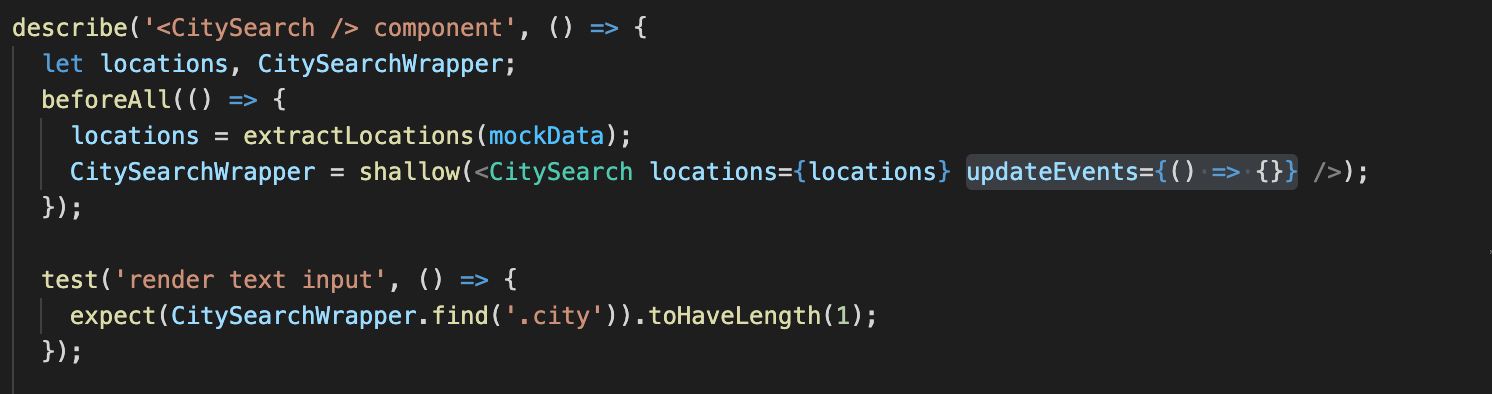 describe('<CitySearch /> component', () => {
let locations, CitySearchWrapper;
beforeAll(() => {
locations = extractLocations(mockData);
CitySearchWrapper = shallow(<CitySearch locations={locations} updateEvents={() => {}} />);
});
test('render text input', () => {
expect(CitySearchWrapper.find('.city')).toHaveLength(1);
});